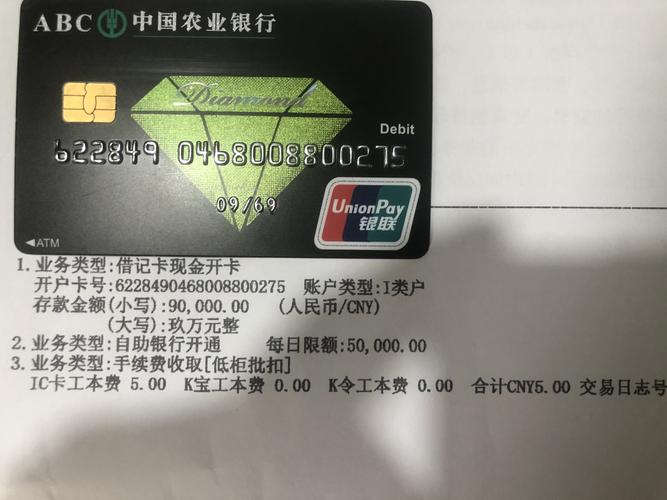 ABC 中国农业银行
Diamond
Debit
622849 0468008800275
09/69
UnionPay
银联
◀ATM
1.业务类型:借记卡现金开卡
开户卡号:6228490468008800275 账户类型:I类户
存款金额(小写):90,000.00 (人民币/CNY)
(大写):玖万元整
2.业务类型:自助银行开通 每日限额:50,000.00
3.业务类型:手续费收取[低柜批扣]
IC卡工本费 5.00 K宝工本费 0.00 K令工本费 0.00 合计CNY5.00 交易日志号